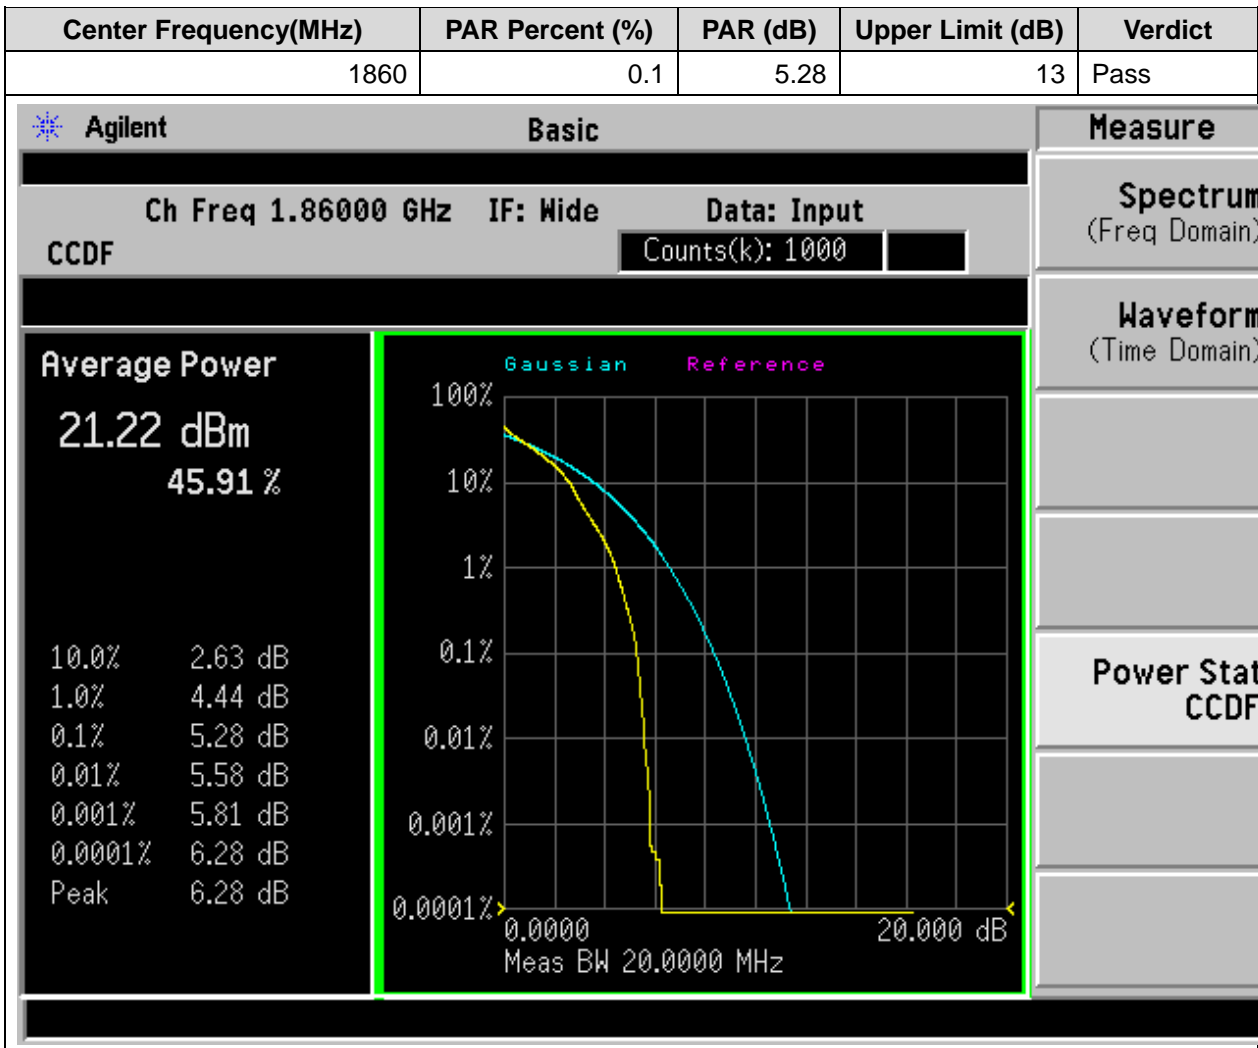 Center Frequency(MHz) PAR Percent (%) PAR (dB) Upper Limit (dB) Verdict
1860 0.1 5.28 13 Pass
Agilent Basic Measure
Ch Freq 1.86000 GHz IF: Wide Data: Input
CCDF Counts(k): 1000
Spectrum
(Freq Domain)
Waveform
(Time Domain)
Power Stat
CCDF
Average Power
21.22 dBm
45.91 %
10.0% 2.63 dB
1.0% 4.44 dB
0.1% 5.28 dB
0.01% 5.58 dB
0.001% 5.81 dB
0.0001% 6.28 dB
Peak 6.28 dB
Gaussian Reference
100%
10%
1%
0.1%
0.01%
0.001%
0.0001%
0.0000 20.000 dB
Meas BW 20.0000 MHz